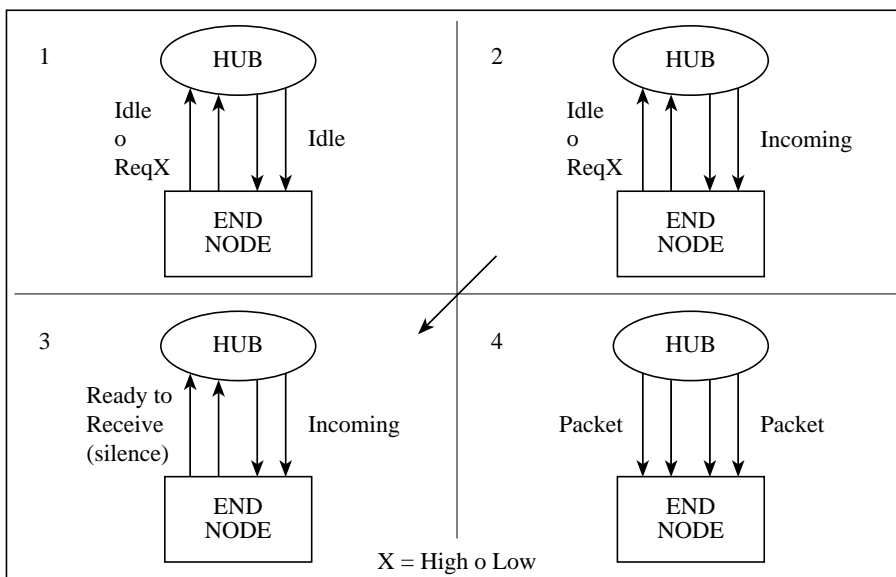 1
HUB
Idle
o
ReqX
Idle
END
NODE
2
HUB
Idle
o
ReqX
Incoming
END
NODE
3
HUB
Ready to
Receive
(silence)
Incoming
END
NODE
4
HUB
Packet
Packet
END
NODE
X = High o Low